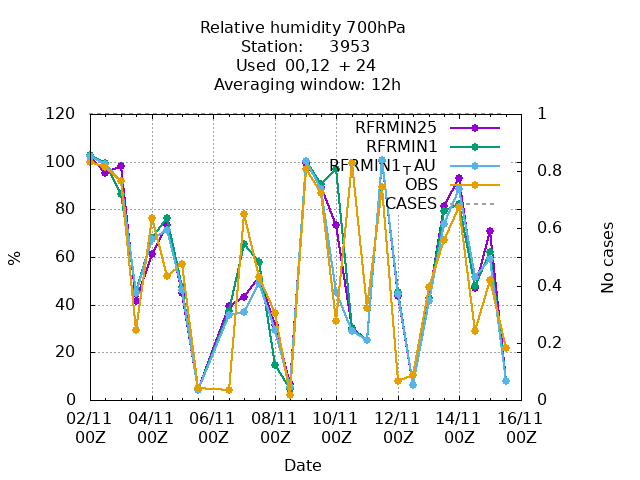 Relative humidity 700hPa
Station: 3953
Used 00,12 + 24
Averaging window: 12h
120
100
80
60
40
20
0
1
0.8
0.6
0.4
0.2
0
%
No cases
RFRMIN25
RFRMIN1
RFRMIN1┬AU
OBS
CASES
02/11 04/11 06/11 08/11 10/11 12/11 14/11 16/11
00Z 00Z 00Z 00Z 00Z 00Z 00Z 00Z
Date